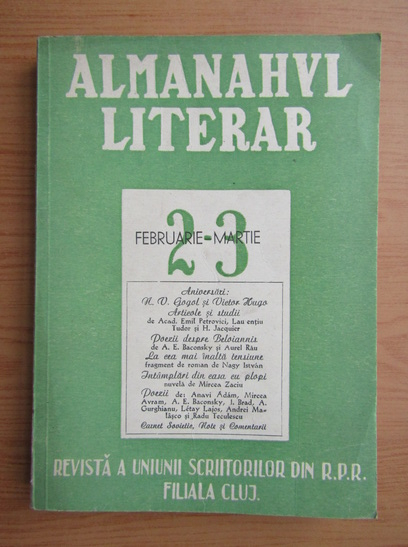 ALMANAHVL
LITERAR
2-3
FEBRUARIE-MARTIE
Aniversări:
N. V. Gogol și Victor Hugo
Articole și studii
de Acad. Emil Petrovici, Lau ențiu
Tudor și H. Jacquier
Poezii despre Beloiannis
de A. E. Baconsky și Aurel Rău
La cea mai înaltă tensiune
fragment de roman de Nagy István
Întâmplări din casa cu plopi
nuvelă de Mircea Zaciu
Poezii de: Anavi Ádám, Mircea
Avram, A. E. Baconsky, I. Brad, A.
Gurghianu, Létay Lajos, Andrei Ma-
fășco și Radu Teculescu
Carnet Sovietic, Note și Comentarii
REVISTĂ A UNIUNII SCRIITORILOR DIN R.P.R.
FILIALA CLUJ.